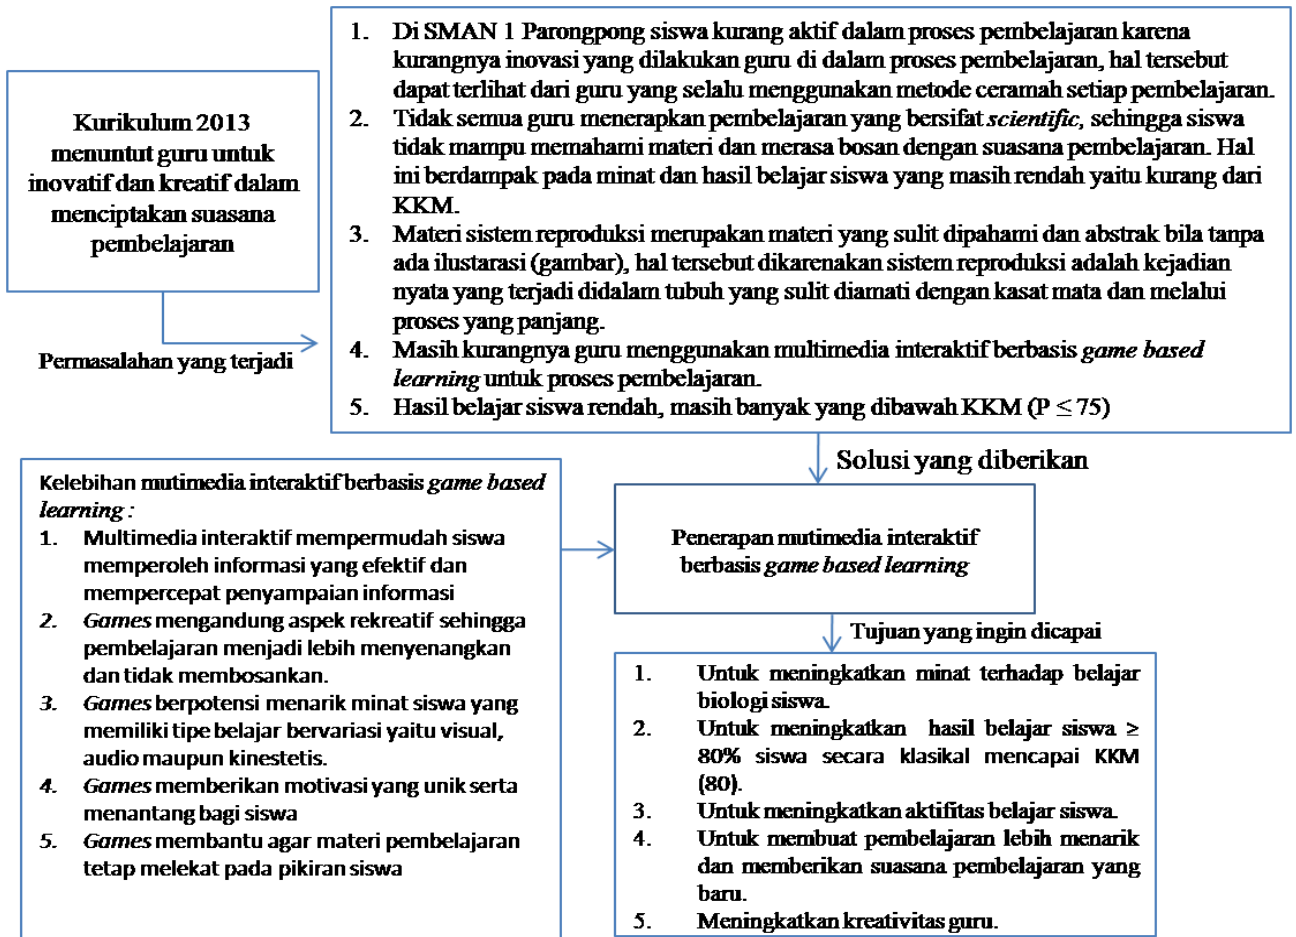 Kurikulum 2013
menuntut guru untuk
inovatif dan kreatif dalam
menciptakan suasana
pembelajaran
Permasalahan yang terjadi
1. Di SMAN 1 Parongpong siswa kurang aktif dalam proses pembelajaran karena
kurangnya inovasi yang dilakukan guru di dalam proses pembelajaran, hal tersebut
dapat terlihat dari guru yang selalu menggunakan metode ceramah setiap pembelajaran.
2. Tidak semua guru menerapkan pembelajaran yang bersifat scientific, sehingga siswa
tidak mampu memahami materi dan merasa bosan dengan suasana pembelajaran. Hal
ini berdampak pada minat dan hasil belajar siswa yang masih rendah yaitu kurang dari
KKM.
3. Materi sistem reproduksi merupakan materi yang sulit dipahami dan abstrak bila tanpa
ada ilustarasi (gambar), hal tersebut dikarenakan sistem reproduksi adalah kejadian
nyata yang terjadi didalam tubuh yang sulit diamati dengan kasat mata dan melalui
proses yang panjang.
4. Masih kurangnya guru menggunakan multimedia interaktif berbasis game based
learning untuk proses pembelajaran.
5. Hasil belajar siswa rendah, masih banyak yang dibawah KKM (P ≤ 75)
Solusi yang diberikan
Kelebihan mutimedia interaktif berbasis game based
learning :
1. Multimedia interaktif mempermudah siswa
memperoleh informasi yang efektif dan
mempercepat penyampaian informasi
2. Games mengandung aspek rekreatif sehingga
pembelajaran menjadi lebih menyenangkan
dan tidak membosankan.
3. Games berpotensi menarik minat siswa yang
memiliki tipe belajar bervariasi yaitu visual,
audio maupun kinestetis.
4. Games memberikan motivasi yang unik serta
menantang bagi siswa
5. Games membantu agar materi pembelajaran
tetap melekat pada pikiran siswa
Penerapan mutimedia interaktif
berbasis game based learning
Tujuan yang ingin dicapai
1. Untuk meningkatkan minat terhadap belajar
biologi siswa.
2. Untuk meningkatkan hasil belajar siswa ≥
80% siswa secara klasikal mencapai KKM
(80).
3. Untuk meningkatkan aktifitas belajar siswa.
4. Untuk membuat pembelajaran lebih menarik
dan memberikan suasana pembelajaran yang
baru.
5. Meningkatkan kreativitas guru.